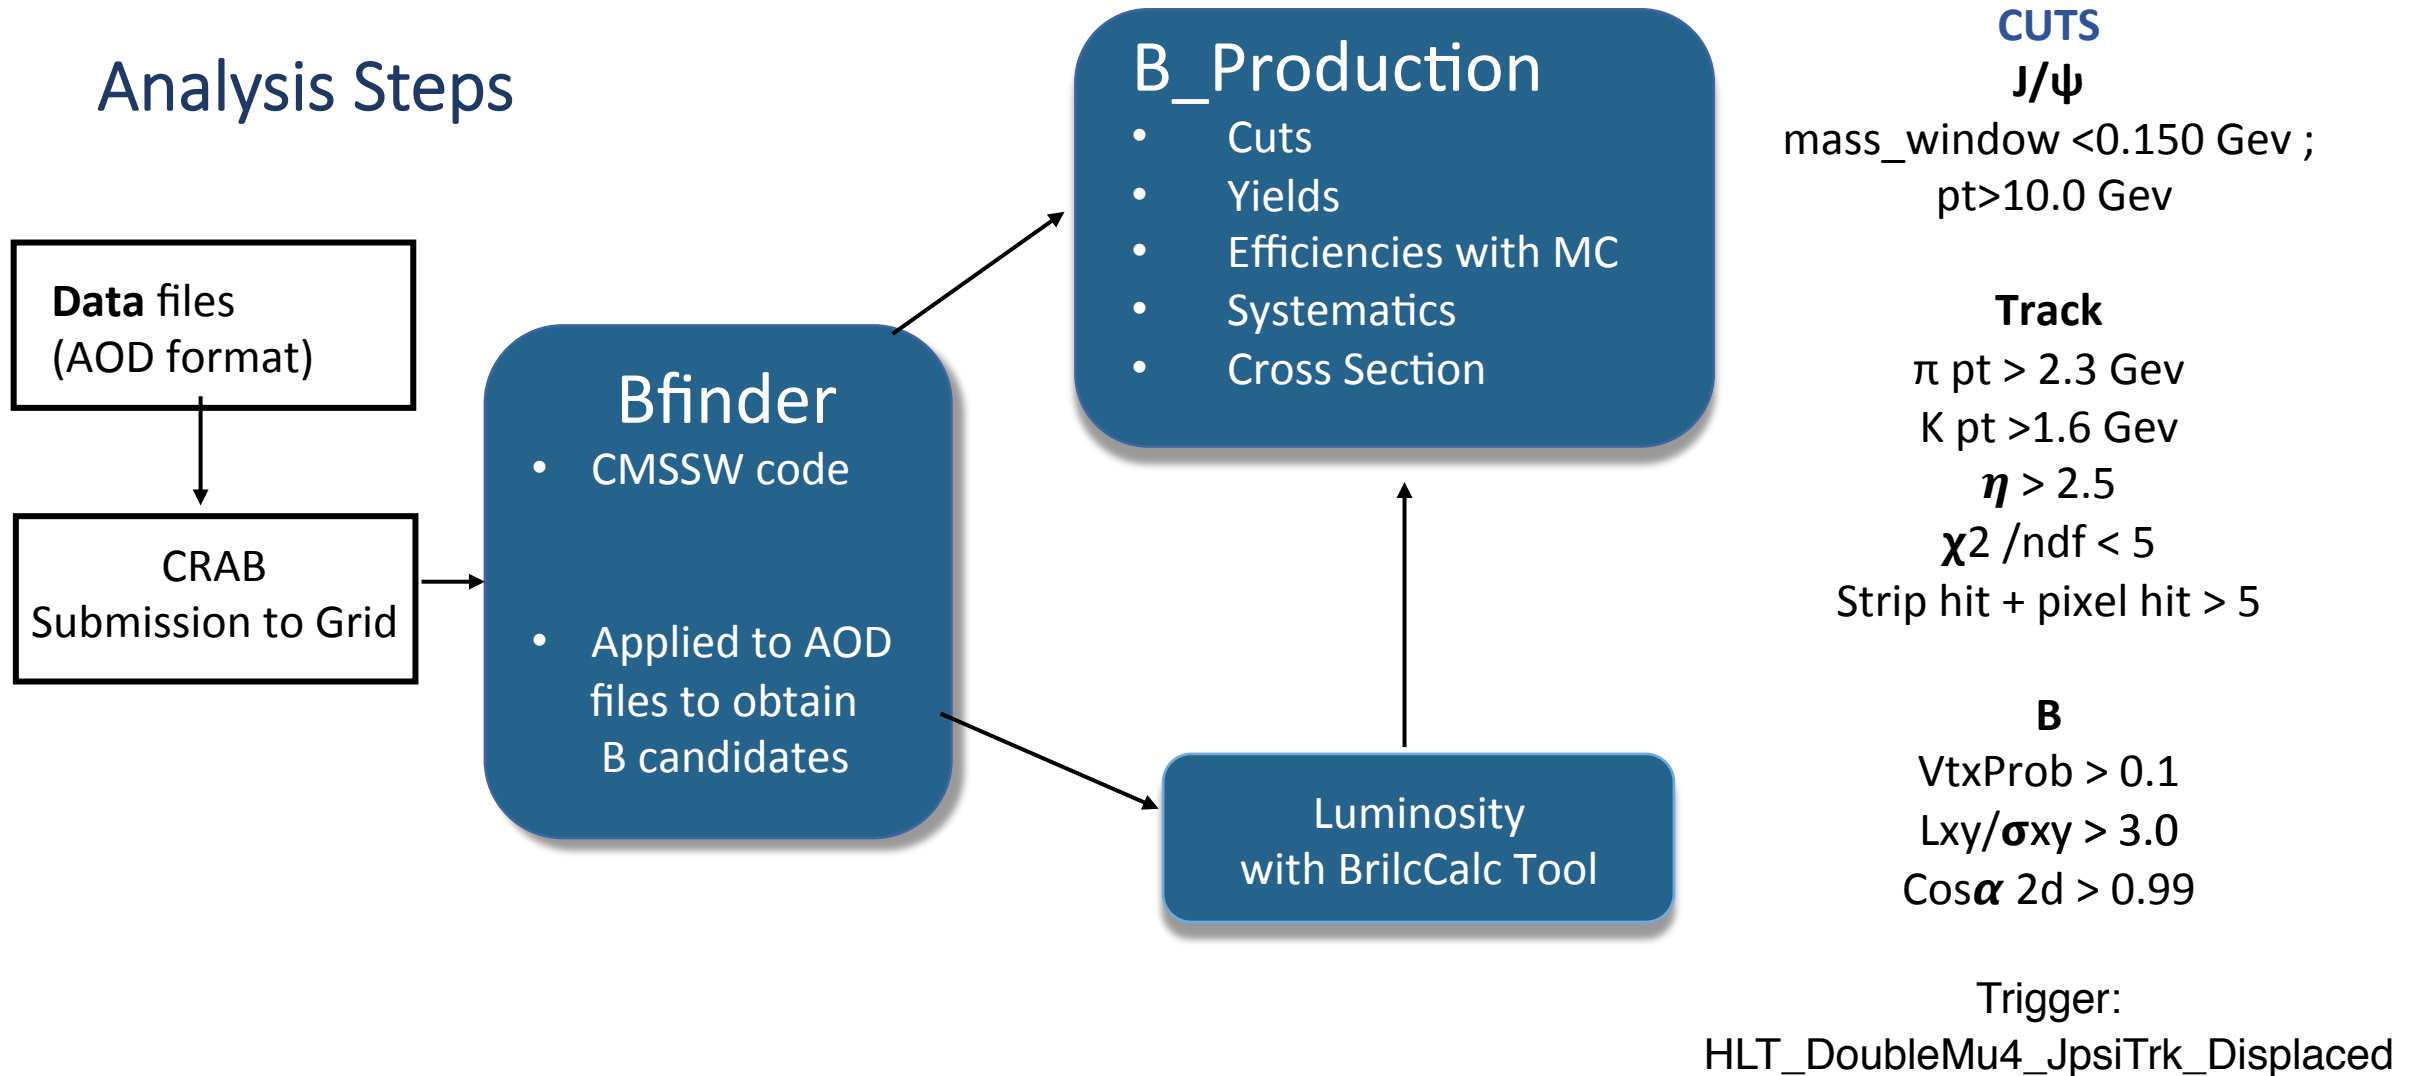 Analysis Steps
Data files
(AOD format)
CRAB
Submission to Grid
Bfinder
• CMSSW code
• Applied to AOD
files to obtain
B candidates
B_Production
• Cuts
• Yields
• Efficiencies with MC
• Systematics
• Cross Section
Luminosity
with BrilcCalc Tool
CUTS
J/ψ
mass_window <0.150 Gev ;
pt>10.0 Gev
Track
π pt > 2.3 Gev
K pt >1.6 Gev
η > 2.5
χ2 /ndf < 5
Strip hit + pixel hit > 5
B
VtxProb > 0.1
Lxy/σxy > 3.0
Cosα 2d > 0.99
Trigger:
HLT_DoubleMu4_JpsiTrk_Displaced